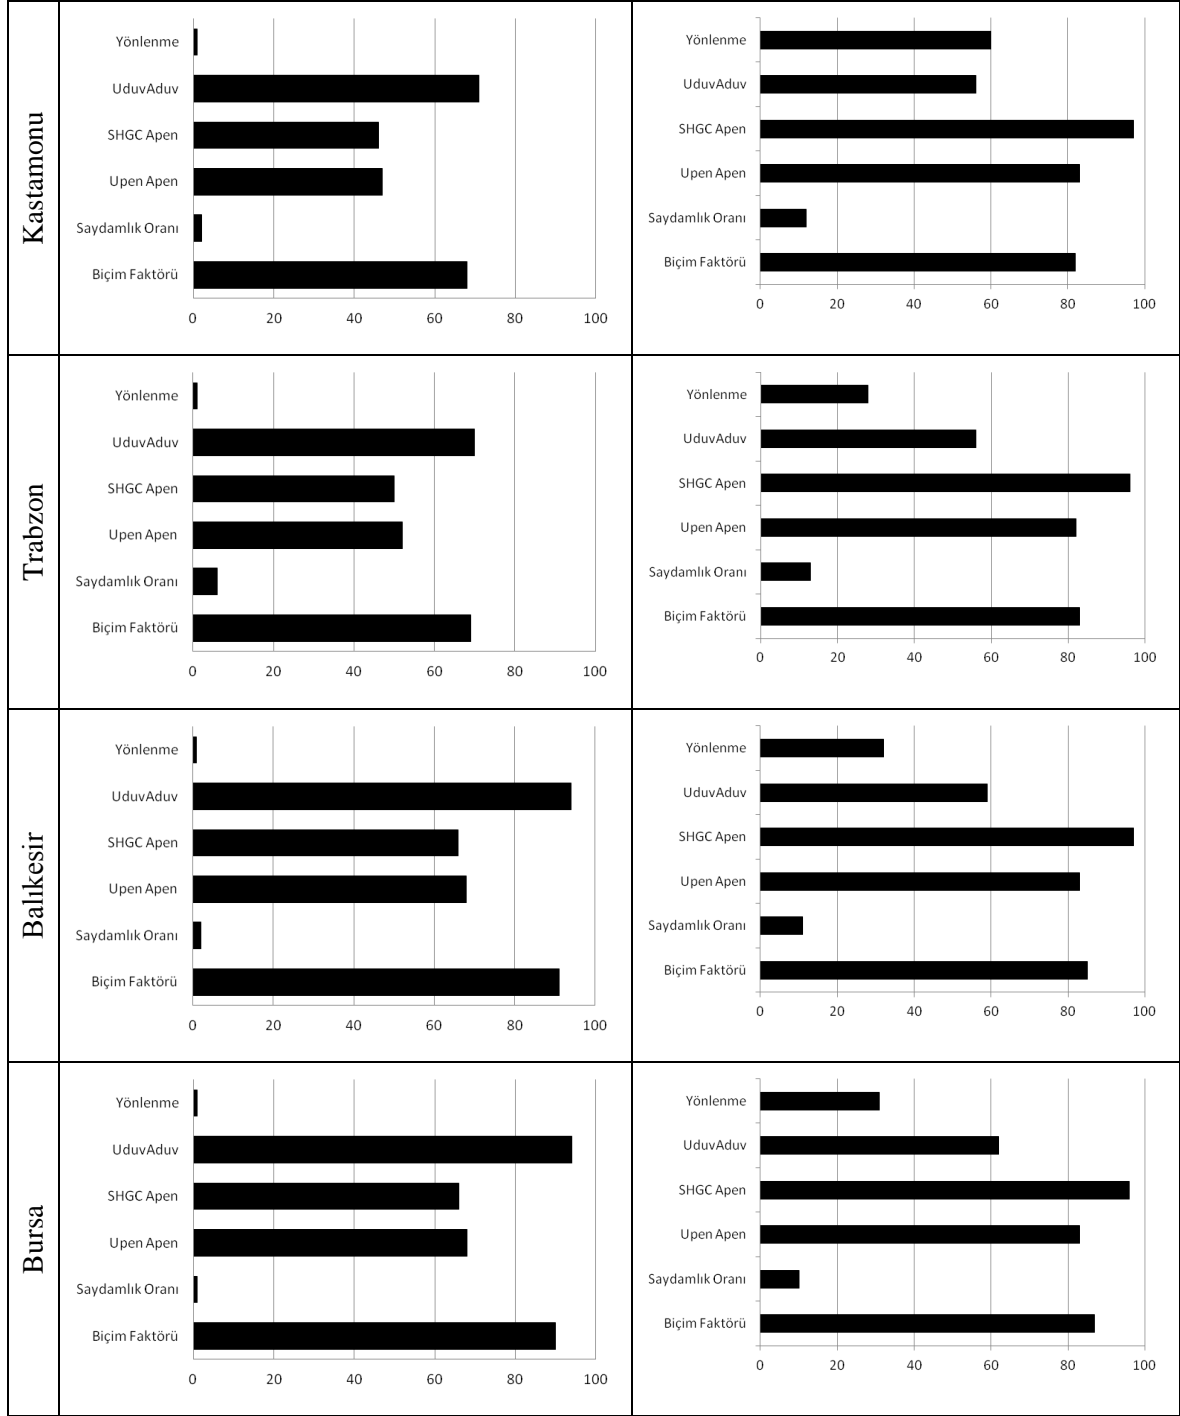 Kastamonu
Yönlenme
UduvAduv
SHGC Apen
Upen Apen
Saydamlık Oranı
Biçim Faktörü
0 20 40 60 80 100
Yönlenme
UduvAduv
SHGC Apen
Upen Apen
Saydamlık Oranı
Biçim Faktörü
0 20 40 60 80 100
Trabzon
Yönlenme
UduvAduv
SHGC Apen
Upen Apen
Saydamlık Oranı
Biçim Faktörü
0 20 40 60 80 100
Yönlenme
UduvAduv
SHGC Apen
Upen Apen
Saydamlık Oranı
Biçim Faktörü
0 20 40 60 80 100
Balıkesir
Yönlenme
UduvAduv
SHGC Apen
Upen Apen
Saydamlık Oranı
Biçim Faktörü
0 20 40 60 80 100
Yönlenme
UduvAduv
SHGC Apen
Upen Apen
Saydamlık Oranı
Biçim Faktörü
0 20 40 60 80 100
Bursa
Yönlenme
UduvAduv
SHGC Apen
Upen Apen
Saydamlık Oranı
Biçim Faktörü
0 20 40 60 80 100
Yönlenme
UduvAduv
SHGC Apen
Upen Apen
Saydamlık Oranı
Biçim Faktörü
0 20 40 60 80 100